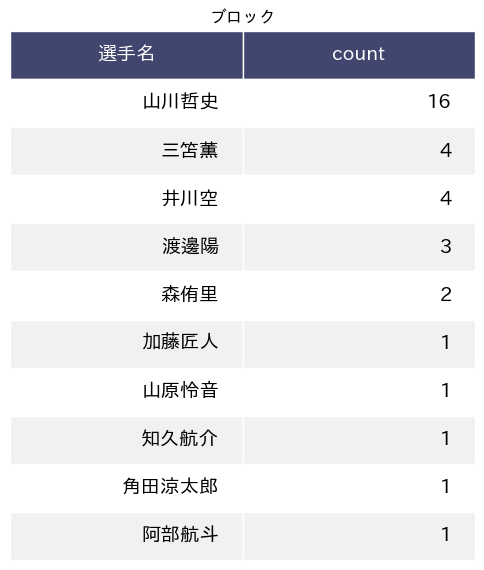 ブロック
選手名 count
山川哲史 16
三笘薫 4
井川空 4
渡邊陽 3
森侑里 2
加藤匠人 1
山原怜音 1
知久航介 1
角田涼太郎 1
阿部航斗 1